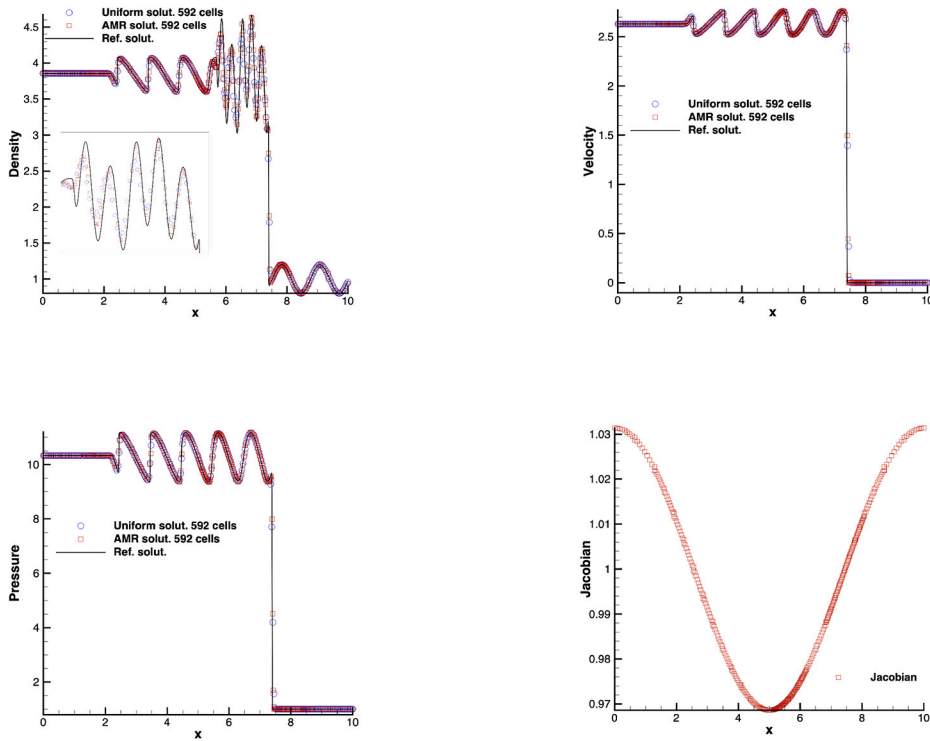 Uniform solut. 592 cells
AMR solut. 592 cells
Ref. solut.
Density
4.5
4
3.5
3
2.5
2
1.5
1
0 2 4 6 8 10
x
Velocity
2.5
2
1.5
1
0.5
0
Uniform solut. 592 cells
AMR solut. 592 cells
Ref. solut.
0 2 4 6 8 10
x
Pressure
10
8
6
4
2
Uniform solut. 592 cells
AMR solut. 592 cells
Ref. solut.
0 2 4 6 8 10
x
Jacobian
1.03
1.02
1.01
1
0.99
0.98
0.97
Jacobian
0 2 4 6 8 10
x